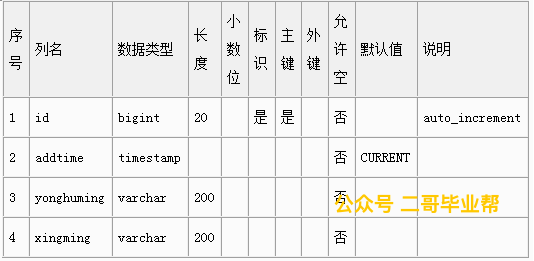 序号 列名 数据类型 长度 小数位 标识 主键 外键 允许空 默认值 说明
1 id bigint 20 是 是 否 auto_increment
2 addtime timestamp 否 CURRENT
3 yonghuming varchar 200 否
公众号 二哥毕业帮
4 xingming varchar 200 否